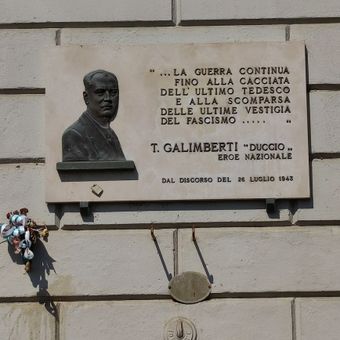 "...LA GUERRA CONTINUA
FINO ALLA CACCIATA
DELL'ULTIMO TEDESCO
E ALLA SCOMPARSA
DELLE ULTIME VESTIGIA
DEL FASCISMO ..... "
T. GALIMBERTI "DUCCIO"
EROE NAZIONALE
DAL DISCORSO DEL 26 LUGLIO 1943